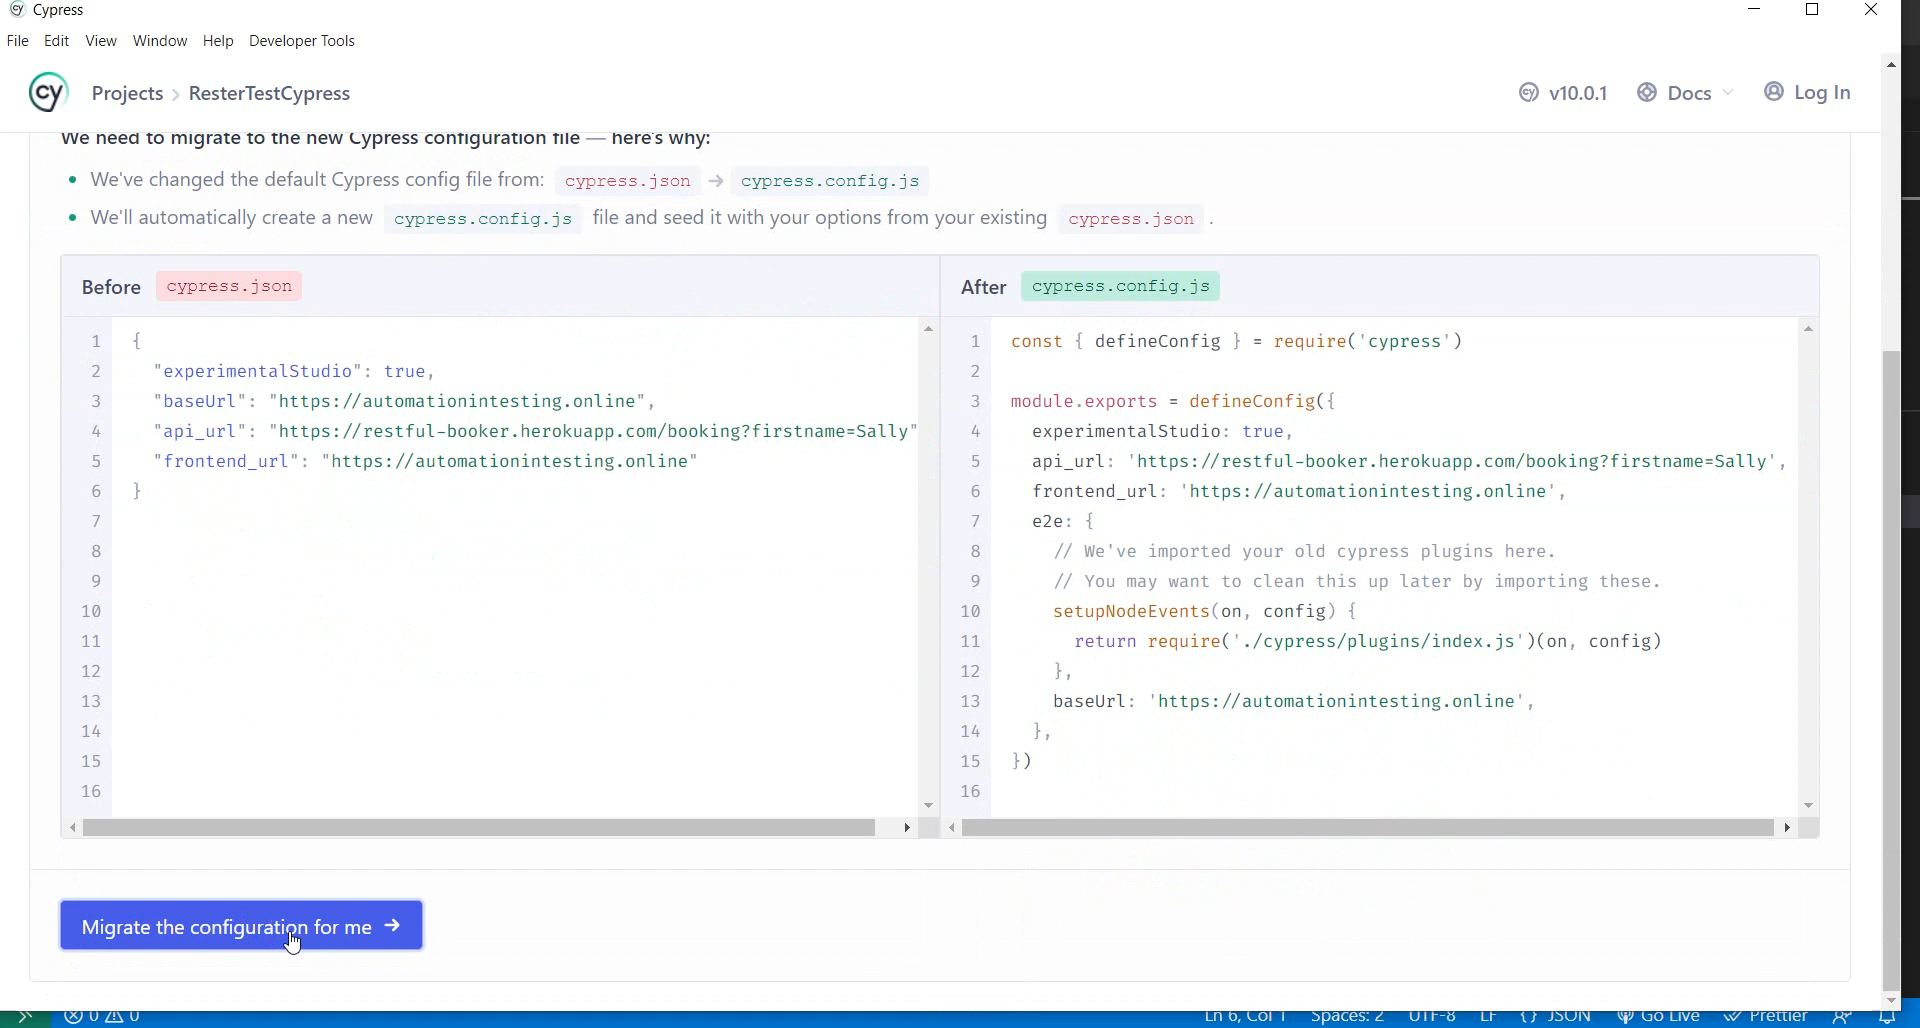 Cypress
File Edit View Window Help Developer Tools
cy Projects > ResterTestCypress v10.0.1 Docs Log In
We need to migrate to the new Cypress configuration file — here's why:
We've changed the default Cypress config file from: cypress.json → cypress.config.js
We'll automatically create a new cypress.config.js file and seed it with your options from your existing cypress.json .
Before cypress.json
1 {
2 "experimentalStudio": true,
3 "baseUrl": "https://automationintesting.online",
4 "api_url": "https://restful-booker.herokuapp.com/booking?firstname=Sally"
5 "frontend_url": "https://automationintesting.online"
6 }
7
8
9
10
11
12
13
14
15
16
After cypress.config.js
1 const { defineConfig } = require('cypress')
2
3 module.exports = defineConfig({
4 experimentalStudio: true,
5 api_url: 'https://restful-booker.herokuapp.com/booking?firstname=Sally',
6 frontend_url: 'https://automationintesting.online',
7 e2e: {
8 // We've imported your old cypress plugins here.
9 // You may want to clean this up later by importing these.
10 setupNodeEvents(on, config) {
11 return require('./cypress/plugins/index.js')(on, config)
12 },
13 baseUrl: 'https://automationintesting.online',
14 },
15 })
16
Migrate the configuration for me →
0 0 Ln 6, Col 1 Spaces: 2 UTF-8 LF {} JSON Go Live Prettier